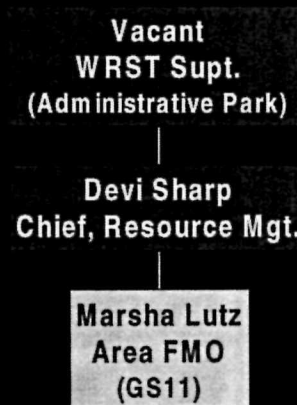 Vacant
WRST Supt.
(Administrative Park)
Devi Sharp
Chief, Resource Mgt.
Marsha Lutz
Area FMO
(GS11)